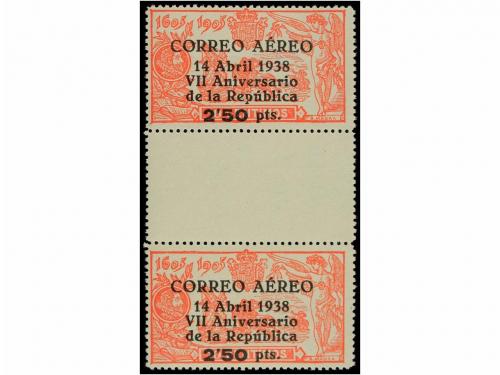 1605 1905
CORREO AÉREO
14 Abril 1938
VII Aniversario
de la República
2'50 pts.
1605 1905
CORREO AÉREO
14 Abril 1938
VII Aniversario
de la República
2'50 pts.